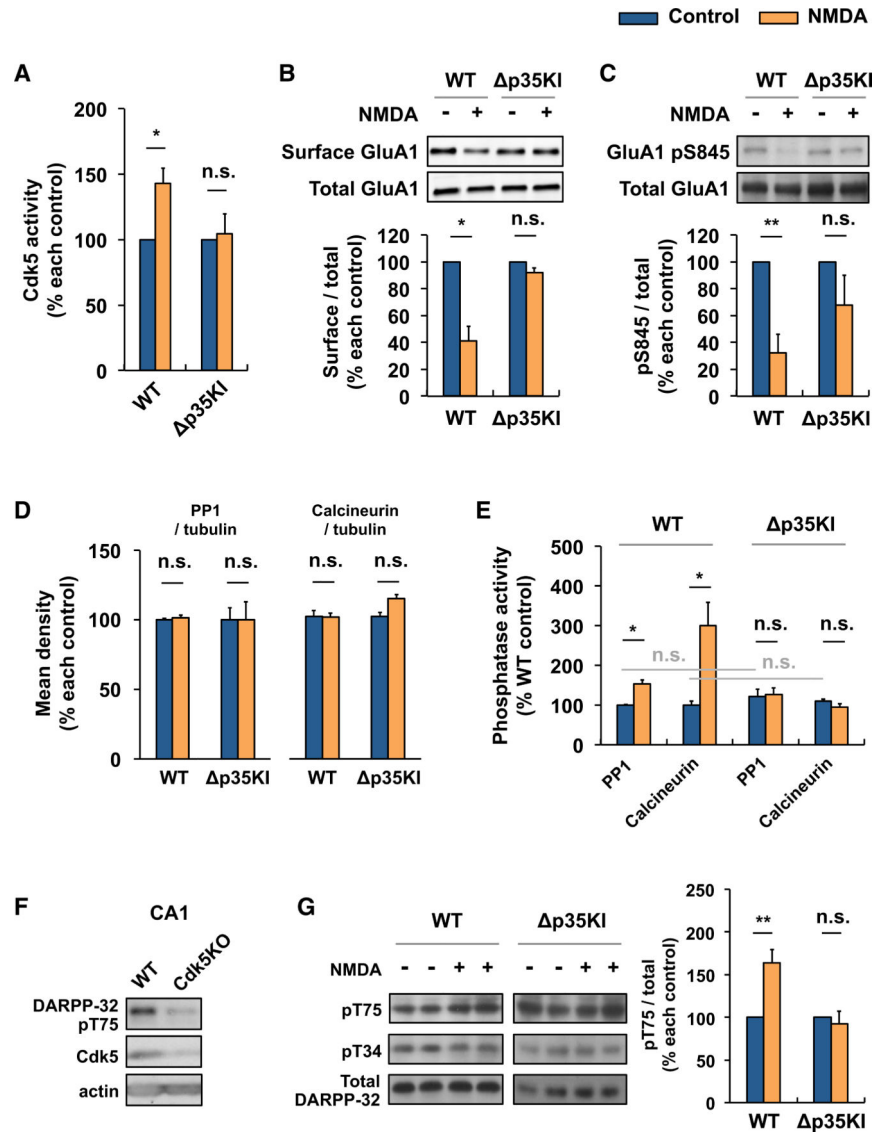 Control NMDA
A
200
150
100
50
0
Cdk5 activity
(% each control)
*
n.s.
WT
Δp35KI
B
WT Δp35KI
NMDA - + - +
Surface GluA1
Total GluA1
120
100
80
60
40
20
0
Surface / total
(% each control)
*
n.s.
WT Δp35KI
C
WT Δp35KI
NMDA - + - +
GluA1 pS845
Total GluA1
120
100
80
60
40
20
0
pS845 / total
(% each control)
**
n.s.
WT Δp35KI
D
PP1
/ tubulin
Calcineurin
/ tubulin
150
100
50
0
Mean density
(% each control)
n.s. n.s. n.s. n.s.
WT Δp35KI WT Δp35KI
E
WT Δp35KI
500
400
300
200
100
0
Phosphatase activity
(% WT control)
*
*
n.s. n.s.
n.s.
n.s.
PP1
Calcineurin
PP1
Calcineurin
F
CA1
WT
Cdk5KO
DARPP-32
pT75
Cdk5
actin
G
WT Δp35KI
NMDA - - + + - - + +
pT75
pT34
Total
DARPP-32
200
150
100
50
0
pT75 / total
(% each control)
**
n.s.
WT Δp35KI